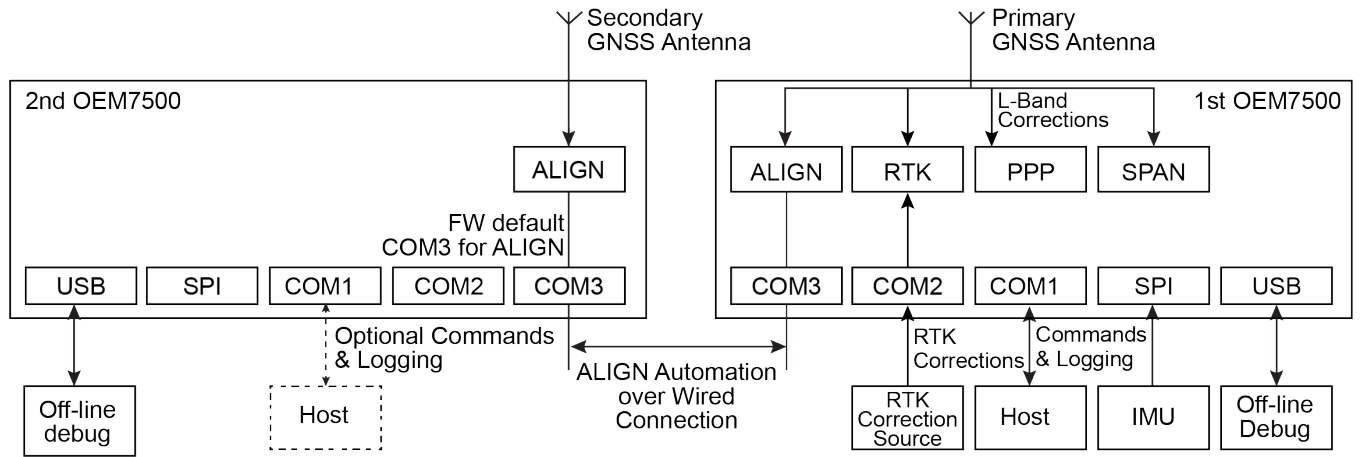 Secondary
GNSS Antenna
Primary
GNSS Antenna
2nd OEM7500
1st OEM7500
L-Band
Corrections
ALIGN
ALIGN
RTK
PPP
SPAN
FW default
COM3 for ALIGN
USB
SPI
COM1
COM2
COM3
COM3
COM2
COM1
SPI
USB
Optional Commands
& Logging
ALIGN Automation
over Wired
Connection
RTK
Corrections
Commands
& Logging
Off-line
debug
Host
RTK
Correction
Source
Host
IMU
Off-line
Debug